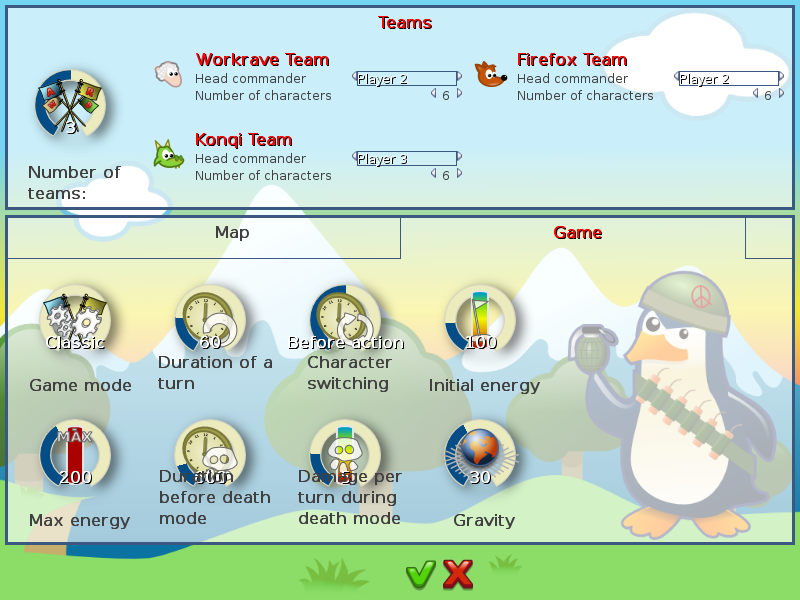 Teams
Workrave Team
Head commander
Player 2
Number of characters
6
Firefox Team
Head commander
Player 2
Number of characters
6
3
Number of
teams:
Konqi Team
Head commander
Player 3
Number of characters
6
Map
Game
Classic
Game mode
60
Duration of a
turn
Before action
Character
switching
100
Initial energy
MAX
200
Max energy
Duration
before death
mode
Damage per
5
turn during
death mode
30
Gravity